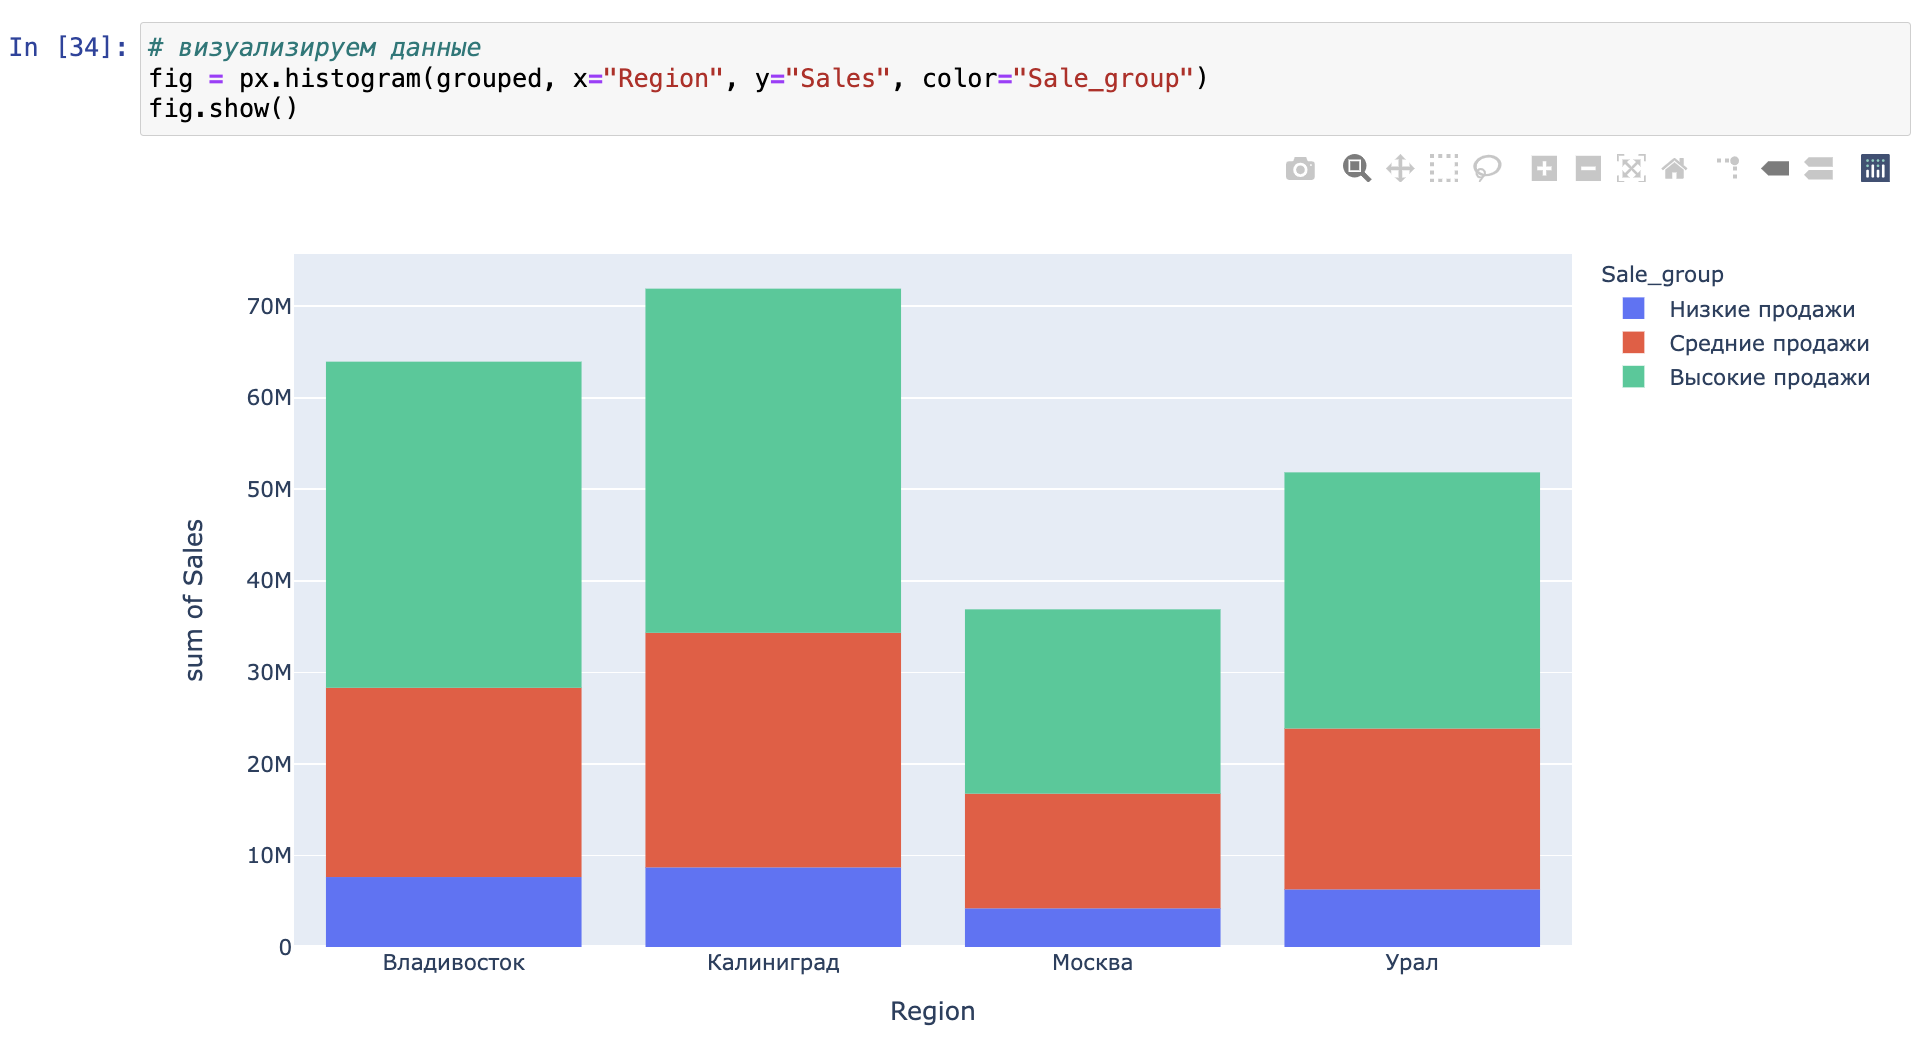 In [34]:
# визуализируем данные
fig = px.histogram(grouped, x="Region", y="Sales", color="Sale_group")
fig.show()
Sale_group
Низкие продажи
Средние продажи
Высокие продажи
70M
60M
50M
40M
30M
20M
10M
0
sum of Sales
Владивосток
Калиниград
Москва
Урал
Region